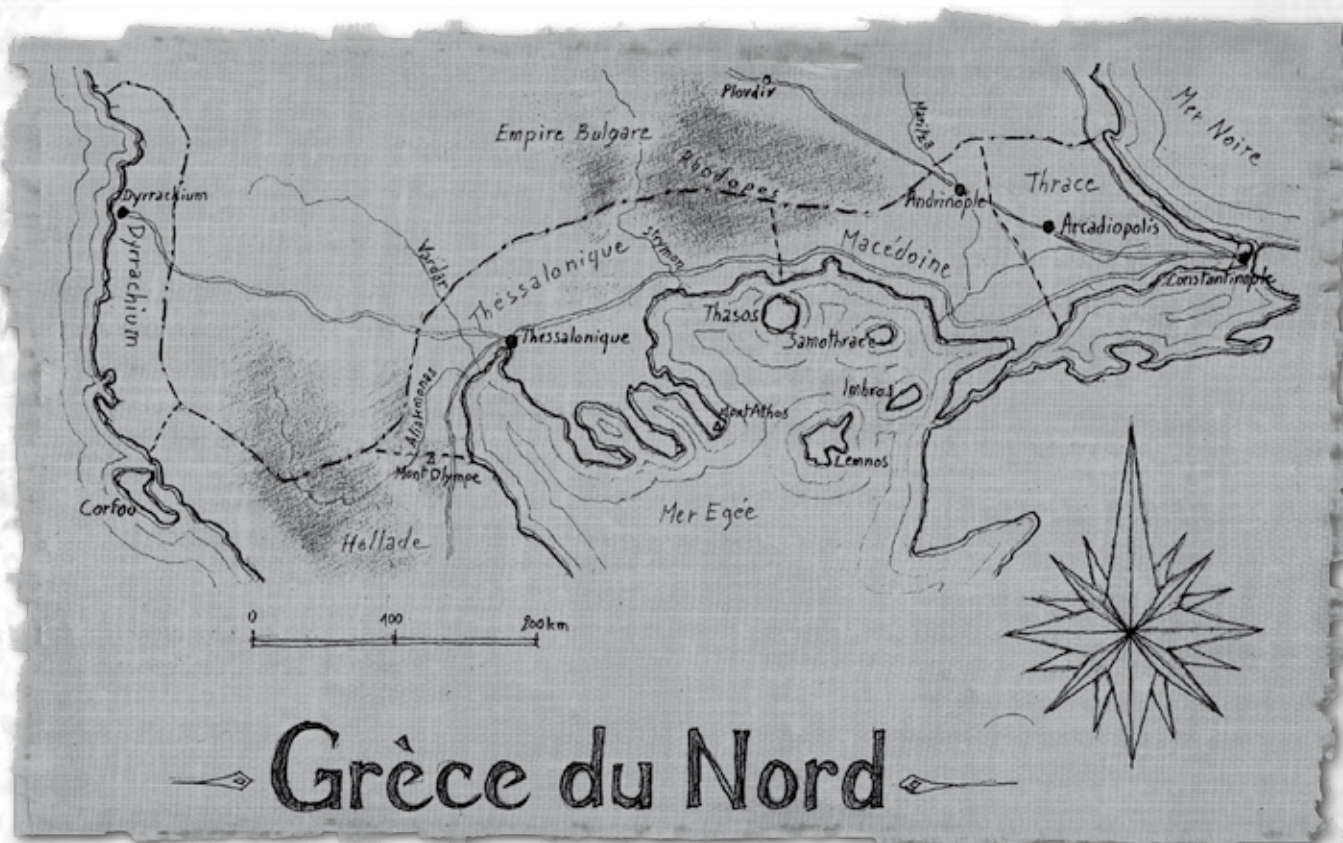 Plovdiv
Mer Noire
Empire Bulgare
Maritza
Rhodopes
Thrace
Dyrrachium
Andrinople
Arcadiopolis
Dyrrachium
Vardar
Thessalonique
Strymon
Macédoine
Constantinople
Thasos
Thessalonique
Samothrace
Aliakmonas
Imbros
Mont Athos
Lemnos
Mont Olympe
Corfou
Mer Egée
Hellade
0 100 200km
Grèce du Nord